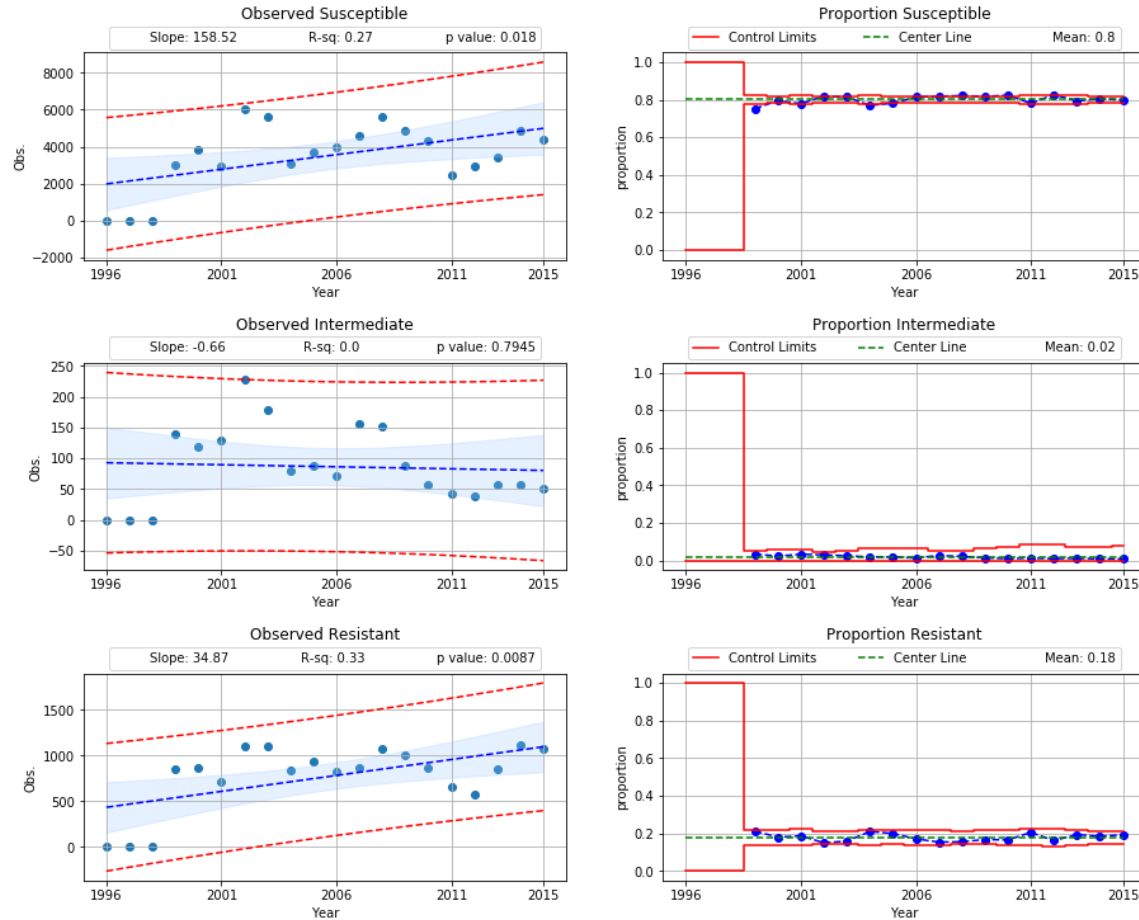 Observed Susceptible
Slope: 158.52 R-sq: 0.27 p value: 0.018
8000
6000
4000
2000
0
−2000
Obs.
1996 2001 2006 2011 2015
Year
Proportion Susceptible
Control Limits Center Line Mean: 0.8
1.0
0.8
0.6
0.4
0.2
0.0
proportion
1996 2001 2006 2011 2015
Year
Observed Intermediate
Slope: -0.66 R-sq: 0.0 p value: 0.7945
250
200
150
100
50
0
−50
Obs.
1996 2001 2006 2011 2015
Year
Proportion Intermediate
Control Limits Center Line Mean: 0.02
1.0
0.8
0.6
0.4
0.2
0.0
proportion
1996 2001 2006 2011 2015
Year
Observed Resistant
Slope: 34.87 R-sq: 0.33 p value: 0.0087
1500
1000
500
0
Obs.
1996 2001 2006 2011 2015
Year
Proportion Resistant
Control Limits Center Line Mean: 0.18
1.0
0.8
0.6
0.4
0.2
0.0
proportion
1996 2001 2006 2011 2015
Year